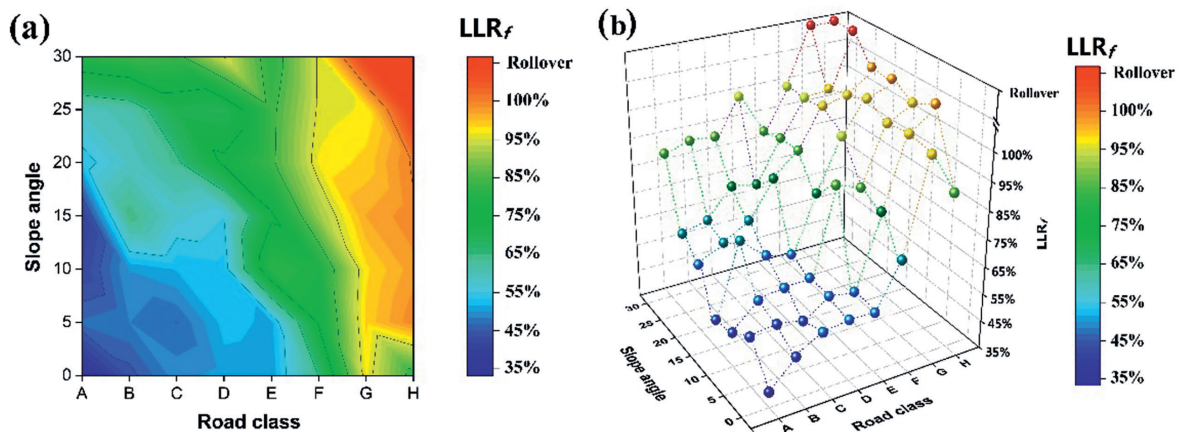 (a)
LLRf
30
25
20
15
10
5
0
Slope angle
A B C D E F G H
Road class
Rollover
100%
95%
85%
75%
65%
55%
45%
35%
(b)
Rollover
100%
95%
85%
75%
65%
55%
45%
35%
LLRf
30
25
20
15
10
5
0
Slope angle
A B C D E F G H
Road class
LLRf
Rollover
100%
95%
85%
75%
65%
55%
45%
35%